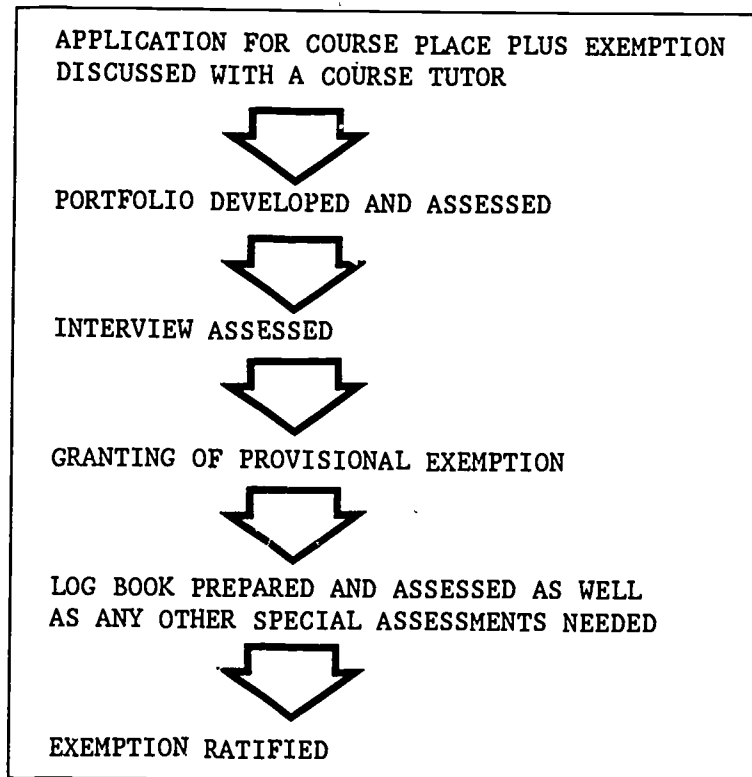 APPLICATION FOR COURSE PLACE PLUS EXEMPTION
DISCUSSED WITH A COURSE TUTOR
PORTFOLIO DEVELOPED AND ASSESSED
INTERVIEW ASSESSED
GRANTING OF PROVISIONAL EXEMPTION
LOG BOOK PREPARED AND ASSESSED AS WELL
AS ANY OTHER SPECIAL ASSESSMENTS NEEDED
EXEMPTION RATIFIED